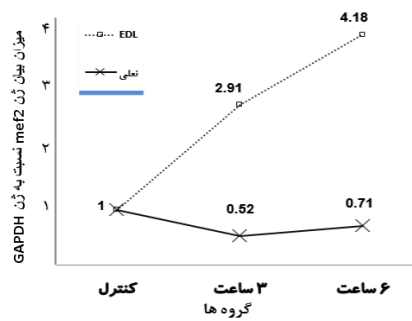 میزان بیان ژن mef2 نسبت به ژن GAPDH
۴
۳
۲
۱
EDL
نعلی
4.18
2.91
1
0.52
0.71
کنترل
۳ ساعت
۶ ساعت
گروه ها